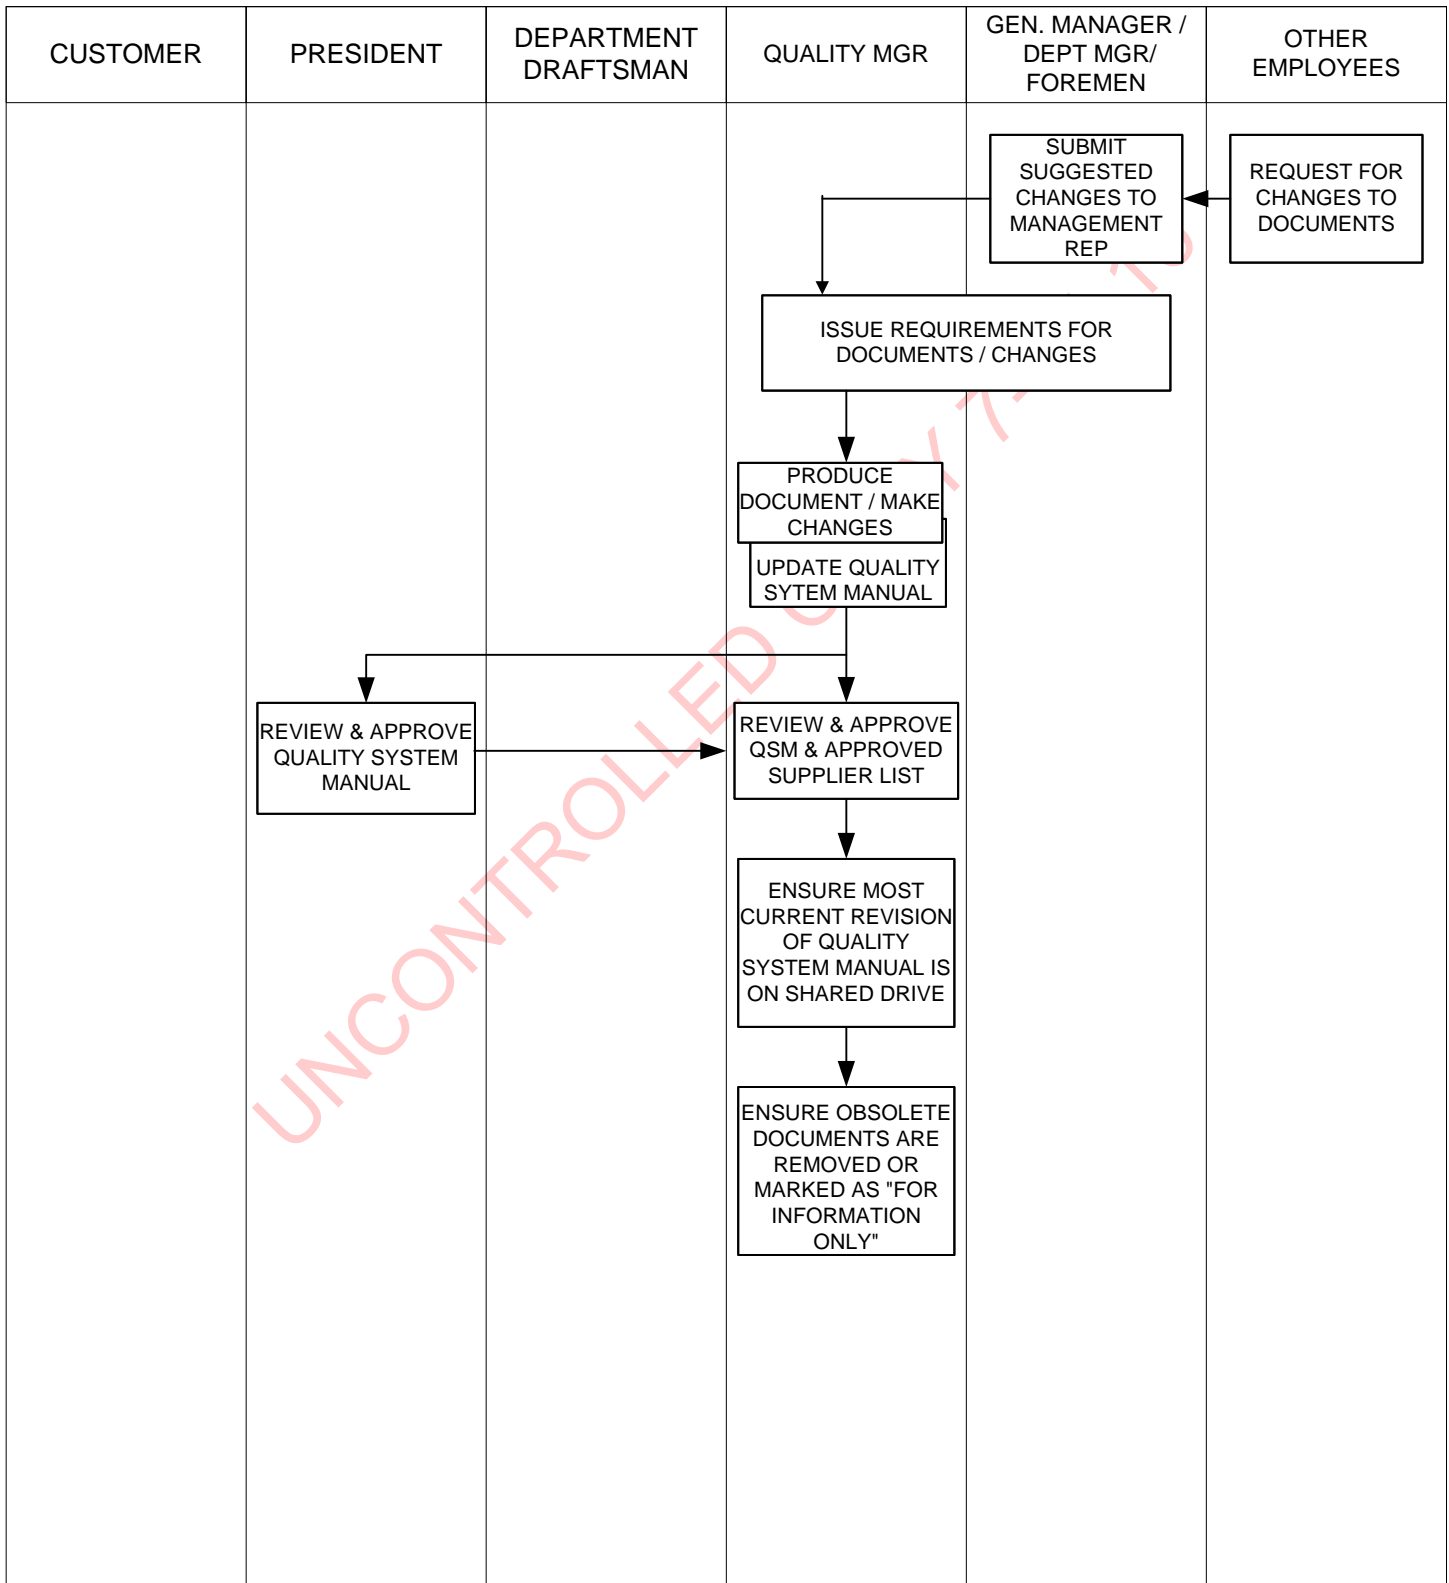 CUSTOMER
PRESIDENT
DEPARTMENT
DRAFTSMAN
QUALITY MGR
GEN. MANAGER /
DEPT MGR/
FOREMEN
OTHER
EMPLOYEES
SUBMIT
SUGGESTED
CHANGES TO
MANAGEMENT
REP
REQUEST FOR
CHANGES TO
DOCUMENTS
ISSUE REQUIREMENTS FOR
DOCUMENTS / CHANGES
PRODUCE
DOCUMENT / MAKE
CHANGES
UPDATE QUALITY
SYTEM MANUAL
REVIEW & APPROVE
QUALITY SYSTEM
MANUAL
REVIEW & APPROVE
QSM & APPROVED
SUPPLIER LIST
ENSURE MOST
CURRENT REVISION
OF QUALITY
SYSTEM MANUAL IS
ON SHARED DRIVE
ENSURE OBSOLETE
DOCUMENTS ARE
REMOVED OR
MARKED AS "FOR
INFORMATION
ONLY"
UNCONTROLLED